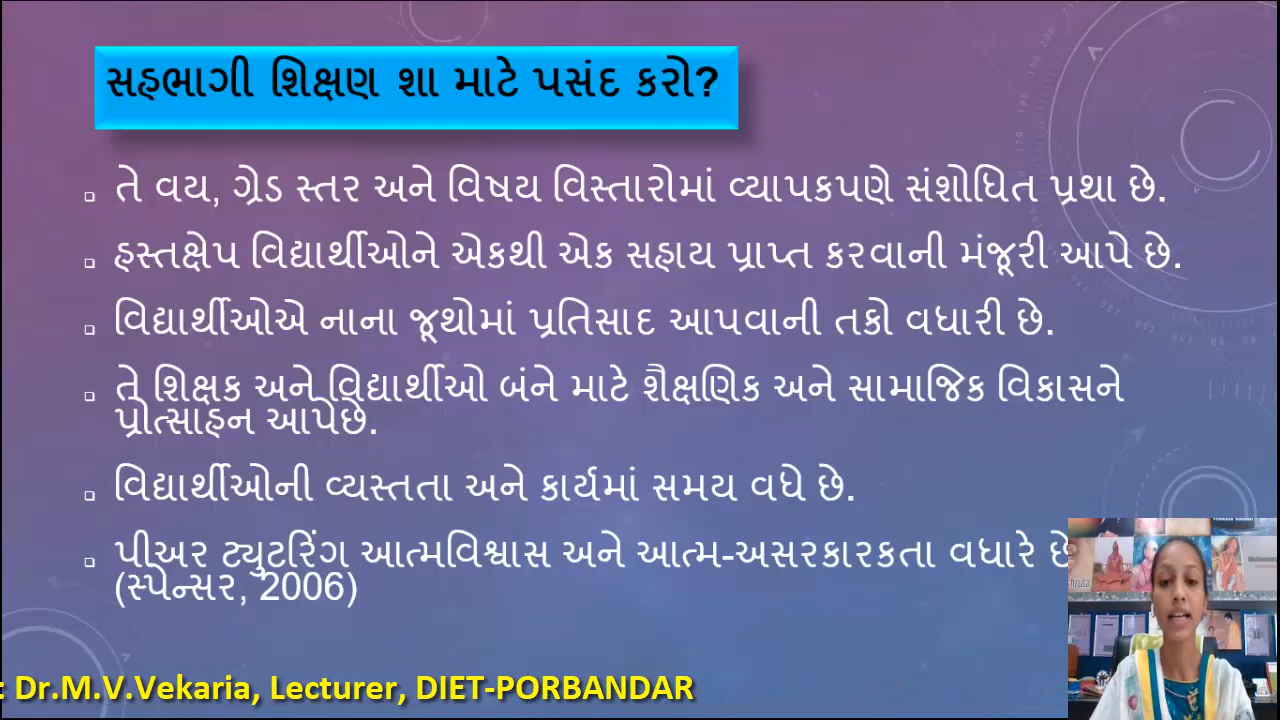 સહભાગી શિક્ષણ શા માટે પસંદ કરો?
▫ તે વય, ગ્રેડ સ્તર અને વિષય વિસ્તારોમાં વ્યાપકપણે સંશોધિત પ્રથા છે.
▫ હસ્તક્ષેપ વિદ્યાર્થીઓને એકથી એક સહાય પ્રાપ્ત કરવાની મંજૂરી આપે છે.
▫ વિદ્યાર્થીઓએ નાના જૂથોમાં પ્રતિસાદ આપવાની તકો વધારી છે.
▫ તે શિક્ષક અને વિદ્યાર્થીઓ બંને માટે શૈક્ષણિક અને સામાજિક વિકાસને
પ્રોત્સાહન આપેછે.
▫ વિદ્યાર્થીઓની વ્યસ્તતા અને કાર્યમાં સમય વધે છે.
▫ પીઅર ટ્યુટરિંગ આત્મવિશ્વાસ અને આત્મ-અસરકારકતા વધારે છે
(સ્પેન્સર, 2006)
: Dr.M.V.Vekaria, Lecturer, DIET-PORBANDAR